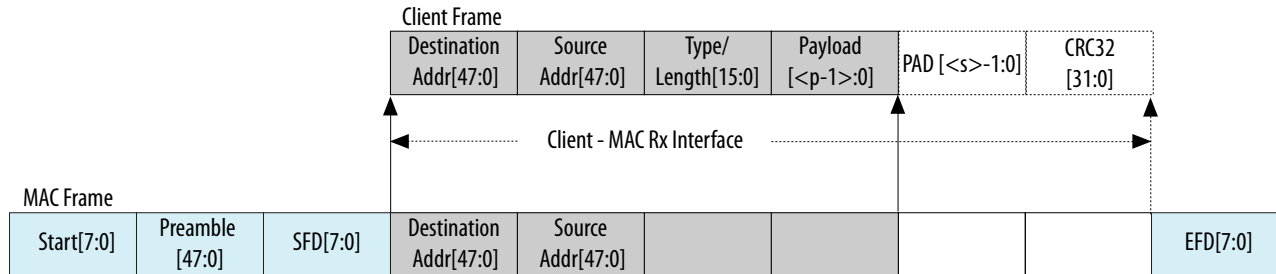 Client Frame
Destination
Addr[47:0]
Source
Addr[47:0]
Type/
Length[15:0]
Payload
[<p-1>:0]
PAD [<s>-1:0]
CRC32
[31:0]
Client - MAC Rx Interface
MAC Frame
Start[7:0]
Preamble
[47:0]
SFD[7:0]
Destination
Addr[47:0]
Source
Addr[47:0]
EFD[7:0]